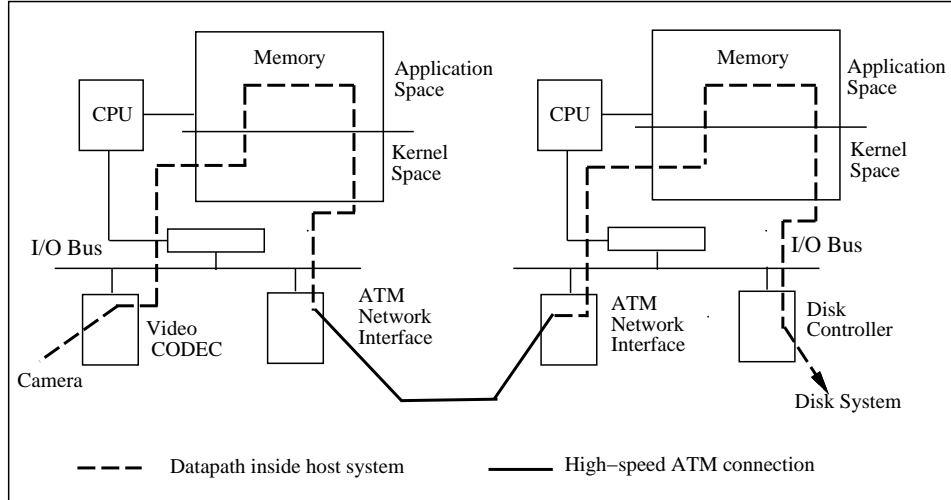 Memory
Application
Space
CPU
Kernel
Space
I/O Bus
Video
CODEC
ATM
Network
Interface
Camera
Memory
Application
Space
CPU
Kernel
Space
I/O Bus
ATM
Network
Interface
Disk
Controller
Disk System
Datapath inside host system
High−speed ATM connection